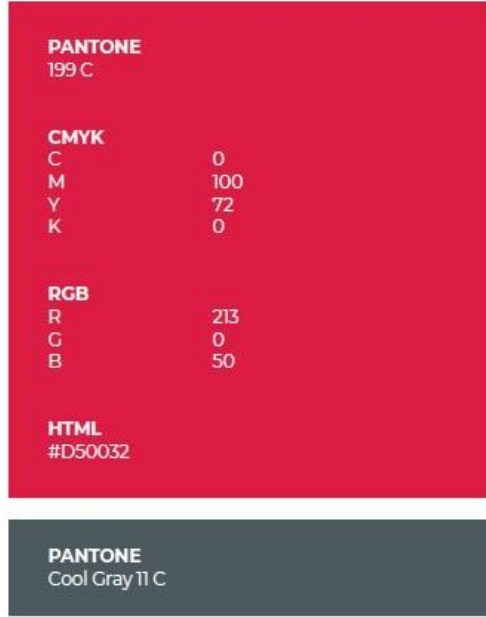 PANTONE
199 C
CMYK
C 0
M 100
Y 72
K 0
RGB
R 213
G 0
B 50
HTML
#D50032
PANTONE
Cool Gray 11 C